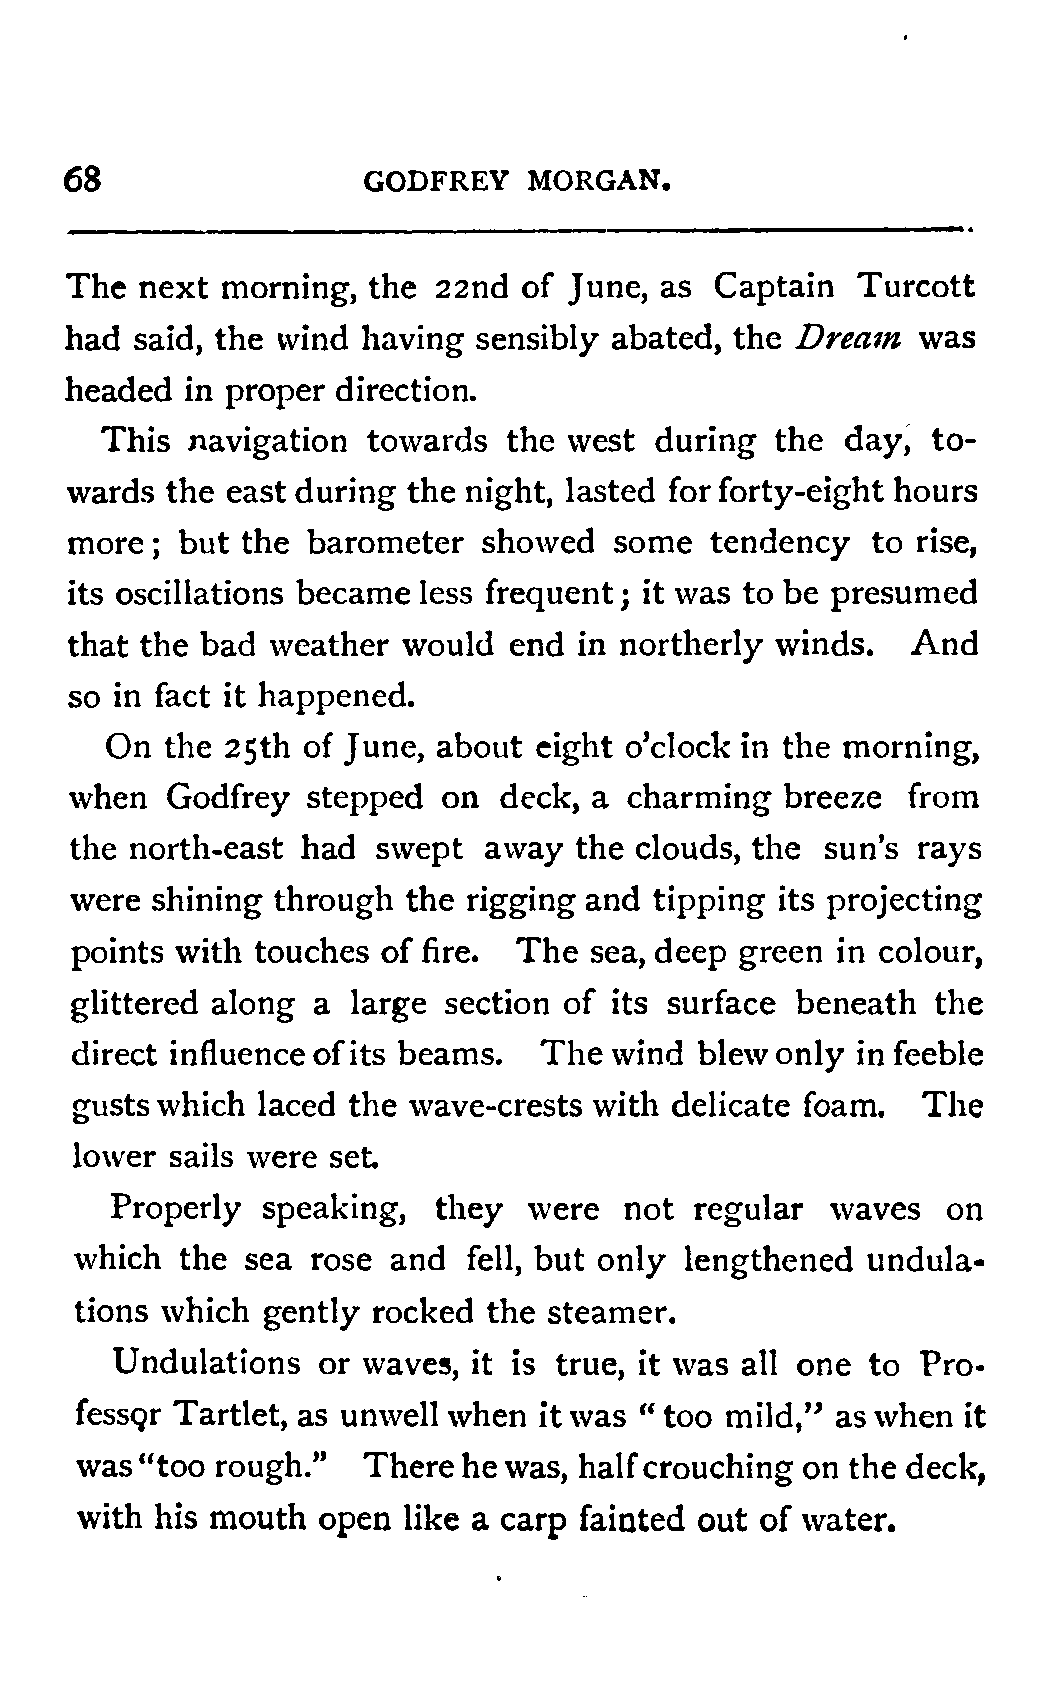 68 GODFREY MORGAN.
The next morning, the 22nd of June, as Captain Turcott
had said, the wind having sensibly abated, the Dream was
headed in proper direction.
This navigation towards the west during the day, to-
wards the east during the night, lasted for forty-eight hours
more; but the barometer showed some tendency to rise,
its oscillations became less frequent; it was to be presumed
that the bad weather would end in northerly winds. And
so in fact it happened.
On the 25th of June, about eight o'clock in the morning,
when Godfrey stepped on deck, a charming breeze from
the north-east had swept away the clouds, the sun's rays
were shining through the rigging and tipping its projecting
points with touches of fire. The sea, deep green in colour,
glittered along a large section of its surface beneath the
direct influence of its beams. The wind blew only in feeble
gusts which laced the wave-crests with delicate foam. The
lower sails were set.
Properly speaking, they were not regular waves on
which the sea rose and fell, but only lengthened undula-
tions which gently rocked the steamer.
Undulations or waves, it is true, it was all one to Pro-
fessor Tartlet, as unwell when it was "too mild," as when it
was "too rough." There he was, half crouching on the deck,
with his mouth open like a carp fainted out of water.